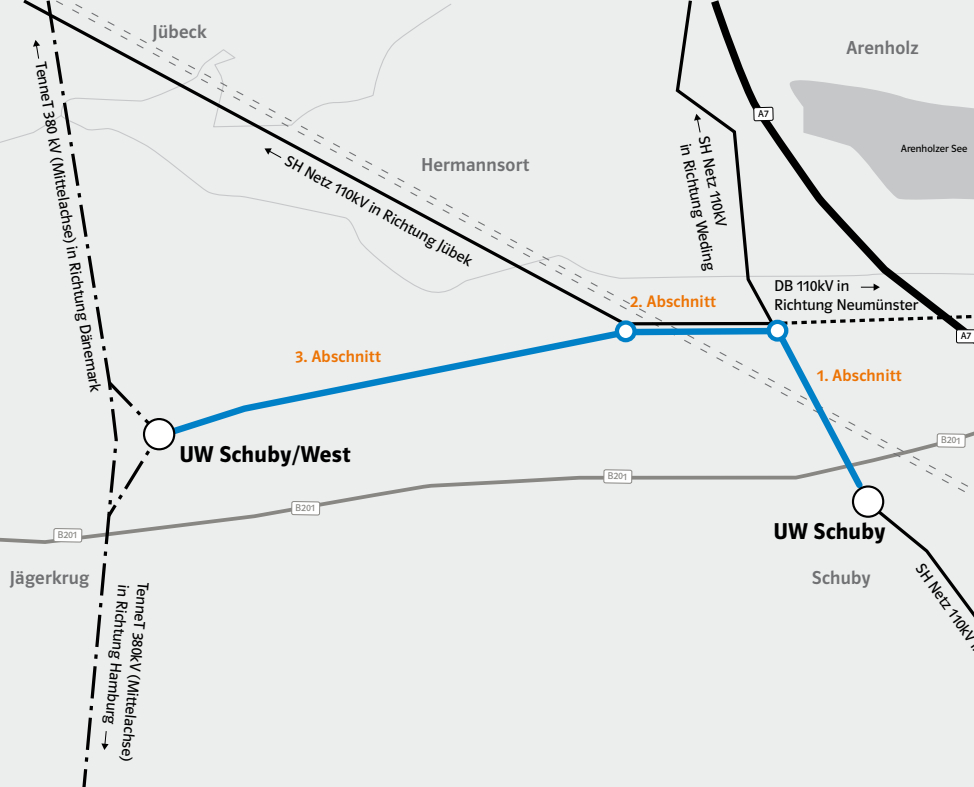 Jübeck
Arenholz
TenneT 380 kV (Mittelachse) in Richtung Dänemark
A7
Arenholzer See
SH Netz 110kV in Richtung Jübek
Hermannsort
SH Netz 110kV
in Richtung Weding
DB 110kV in
Richtung Neumünster
2. Abschnitt
A7
3. Abschnitt
1. Abschnitt
UW Schuby/West
B201
B201
B201
B201
UW Schuby
Jägerkrug
Schuby
SH Netz 110kV
TenneT 380kV (Mittelachse)
in Richtung Hamburg